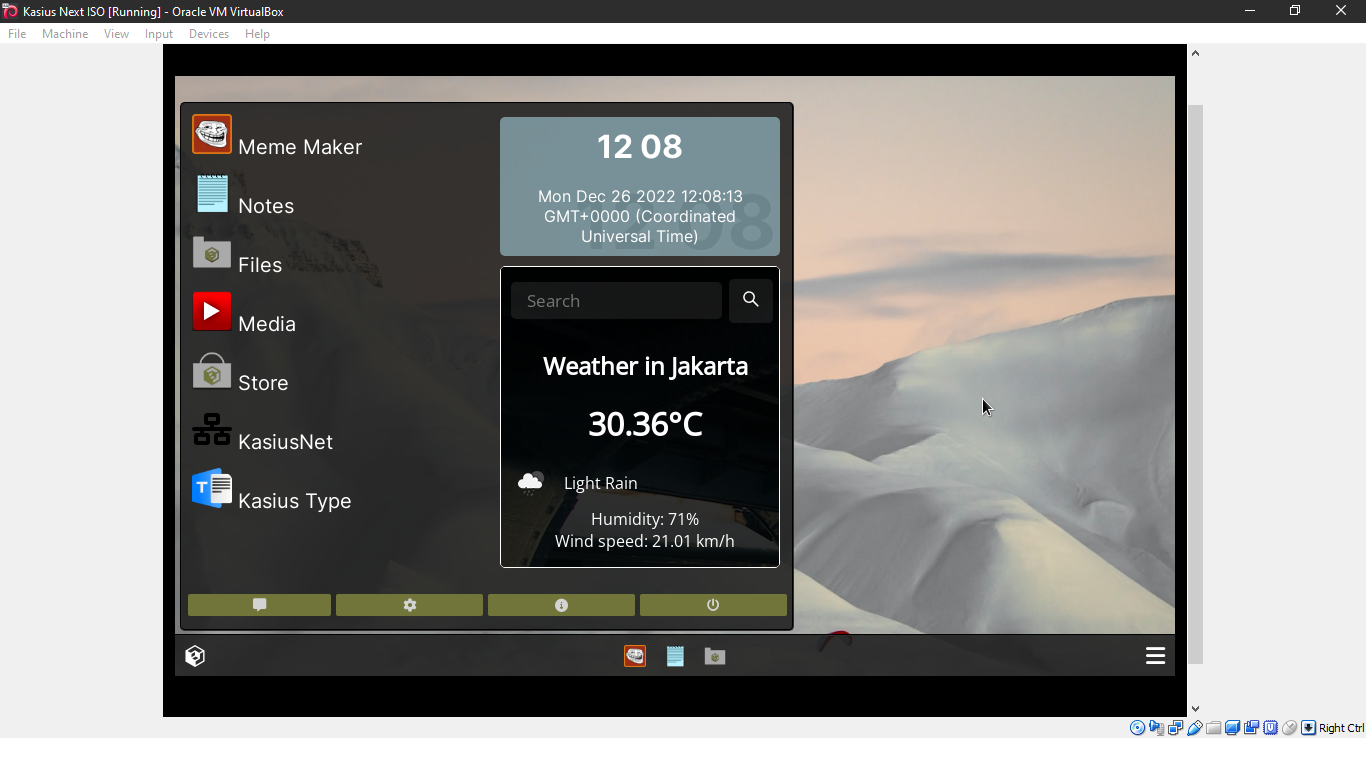 Kasius Next ISO [Running] - Oracle VM VirtualBox
File Machine View Input Devices Help
Meme Maker
Notes
Files
Media
Store
KasiusNet
Kasius Type
12 08
Mon Dec 26 2022 12:08:13
GMT+0000 (Coordinated
Universal Time)
12 08
Search
Weather in Jakarta
30.36°C
Light Rain
Humidity: 71%
Wind speed: 21.01 km/h
T
Right Ctrl